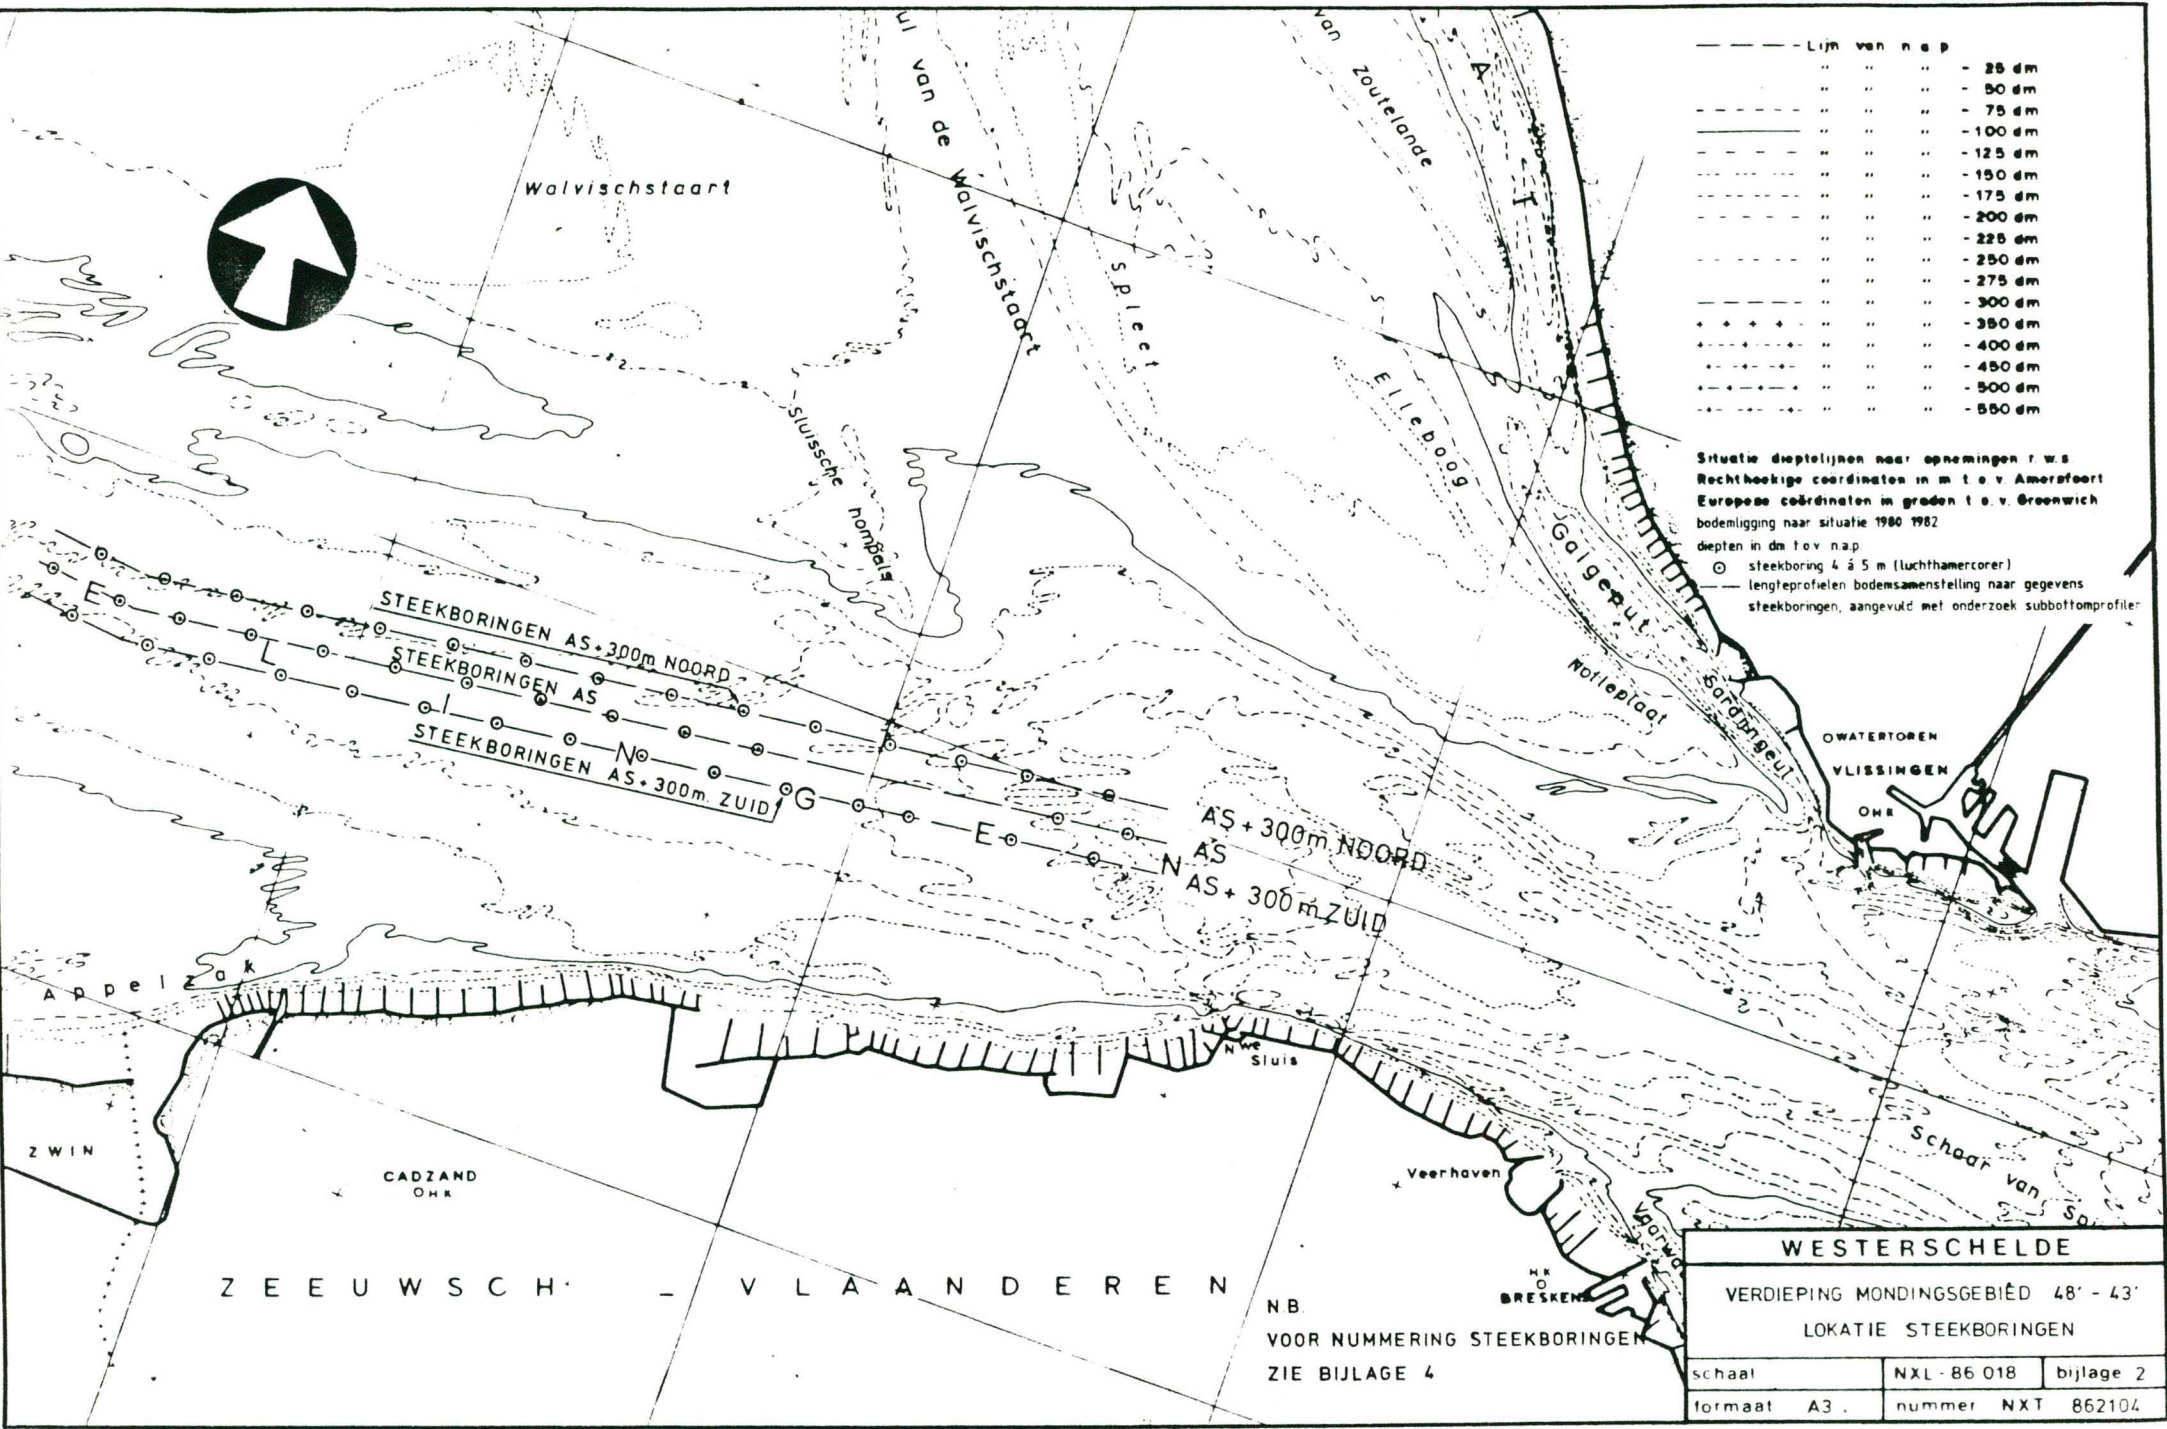 Walvischstaart
ul van de Walvischstaart
Spleet
van Zoutelande
Elleboog
Sluissche hompels
Galgeput
Nolleplaat
Sardijngeul
STEEKBORINGEN AS+300m NOORD
STEEKBORINGEN AS
STEEKBORINGEN AS+300m. ZUID
E L I N G E N
AS + 300m NOORD
AS
AS + 300m ZUID
Appelzak
ZWIN
CADZAND
HK
Nwe
Sluis
ZEEUWSCH - VLAANDEREN
WATERTOREN
VLISSINGEN
HK
Veerhaven
HK
BRESKENS
Schaar van
Lijn van n a p
" " " - 25 dm
" " " - 50 dm
" " " - 75 dm
" " " - 100 dm
" " " - 125 dm
" " " - 150 dm
" " " - 175 dm
" " " - 200 dm
" " " - 225 dm
" " " - 250 dm
" " " - 275 dm
" " " - 300 dm
" " " - 350 dm
" " " - 400 dm
" " " - 450 dm
" " " - 500 dm
" " " - 550 dm
Situatie dieptelijnen naar opnemingen r.w.s.
Rechthoekige coördinaten in m t.o.v. Amersfoort
Europese coördinaten in graden t.o.v. Greenwich
bodemligging naar situatie 1980 1982
diepten in dm tov n.a.p.
steekboring 4 á 5 m (luchthamercorer)
lengteprofielen bodemsamenstelling naar gegevens
steekboringen, aangevuld met onderzoek subbottomprofiler
N.B.
VOOR NUMMERING STEEKBORINGEN
ZIE BIJLAGE 4
WESTERSCHELDE
VERDIEPING MONDINGSGEBIED 48' - 43'
LOKATIE STEEKBORINGEN
schaal
NXL - 86 018
bijlage 2
formaat A3.
nummer NXT 862104